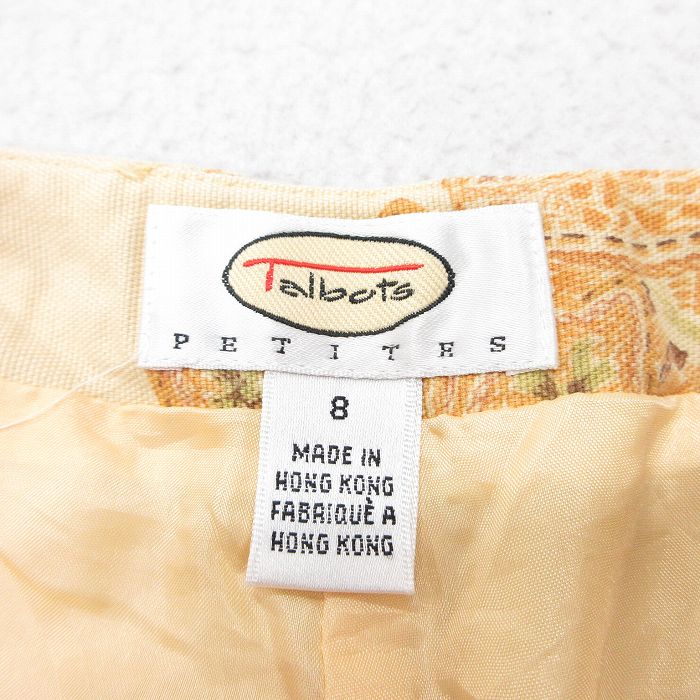 Talbots
PETITES
8
MADE IN
HONG KONG
FABRIQUÈ A
HONG KONG